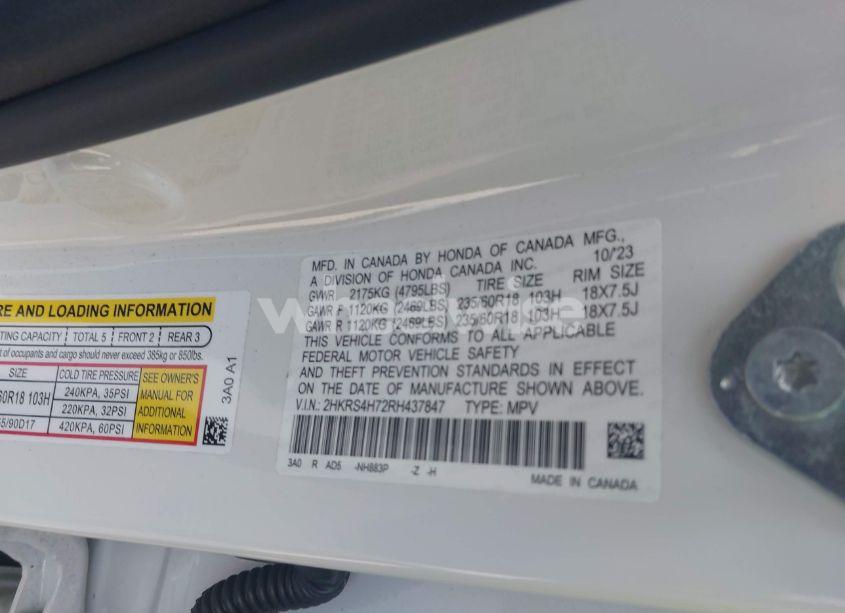 MFD. IN CANADA BY HONDA OF CANADA MFG.,
A DIVISION OF HONDA CANADA INC. 10/'23
GVWR 2175KG (4795LBS) TIRE SIZE RIM SIZE
GAWR F 1120KG (2469LBS) 235/60R18 103H 18X7.5J
GAWR R 1120KG (2469LBS) 235/60R18 103H 18X7.5J
THIS VEHICLE CONFORMS TO ALL APPLICABLE
FEDERAL MOTOR VEHICLE SAFETY
AND THEFT PREVENTION STANDARDS IN EFFECT
ON THE DATE OF MANUFACTURE SHOWN ABOVE.
V.I.N.: 2HKRS4H72RH437847 TYPE: MPV
3A0 R AD5 -NH883P -Z -H
MADE IN CANADA
RE AND LOADING INFORMATION
TING CAPACITY TOTAL 5 FRONT 2 REAR 3
t of occupants and cargo should never exceed 385kg or 850lbs.
SIZE COLD TIRE PRESSURE
60R18 103H 240KPA, 35PSI
220KPA, 32PSI
5/90D17 420KPA, 60PSI
SEE OWNER'S
MANUAL FOR
ADDITIONAL
INFORMATION
3A0 A1